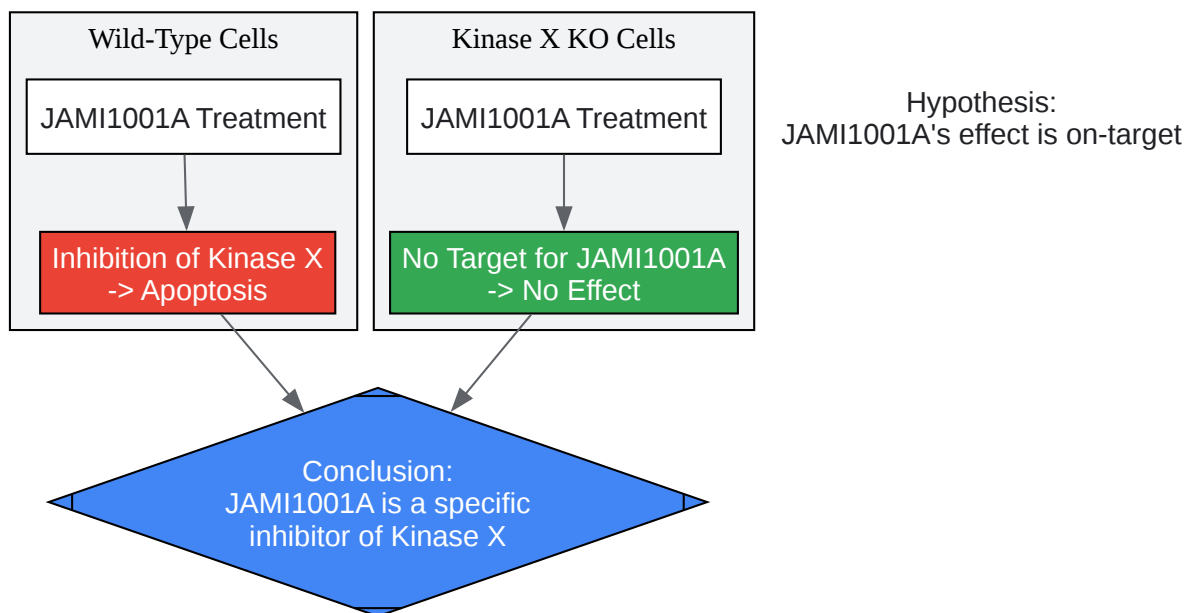 Wild-Type Cells
JAMI1001A Treatment
Inhibition of Kinase X
-> Apoptosis
Kinase X KO Cells
JAMI1001A Treatment
No Target for JAMI1001A
-> No Effect
Hypothesis:
JAMI1001A's effect is on-target
Conclusion:
JAMI1001A is a specific
inhibitor of Kinase X